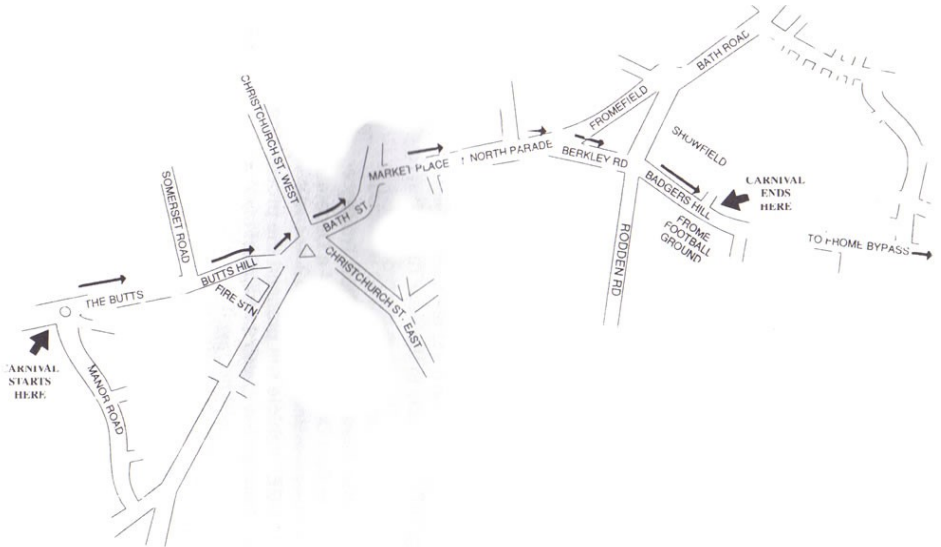 BATH ROAD
FROMEFIELD
CHRISTCHURCH ST. WEST
SHOWFIELD
MARKET PLACE
NORTH PARADE
BERKLEY RD
SOMERSET ROAD
BADGERS HILL
CARNIVAL
ENDS
HERE
BATH ST.
FROME
FOOTBALL
GROUND
TO FROME BYPASS
BUTTS HILL
RODDEN RD
CHRISTCHURCH ST. EAST
THE BUTTS
FIRE STN
CARNIVAL
STARTS
HERE
MANOR ROAD